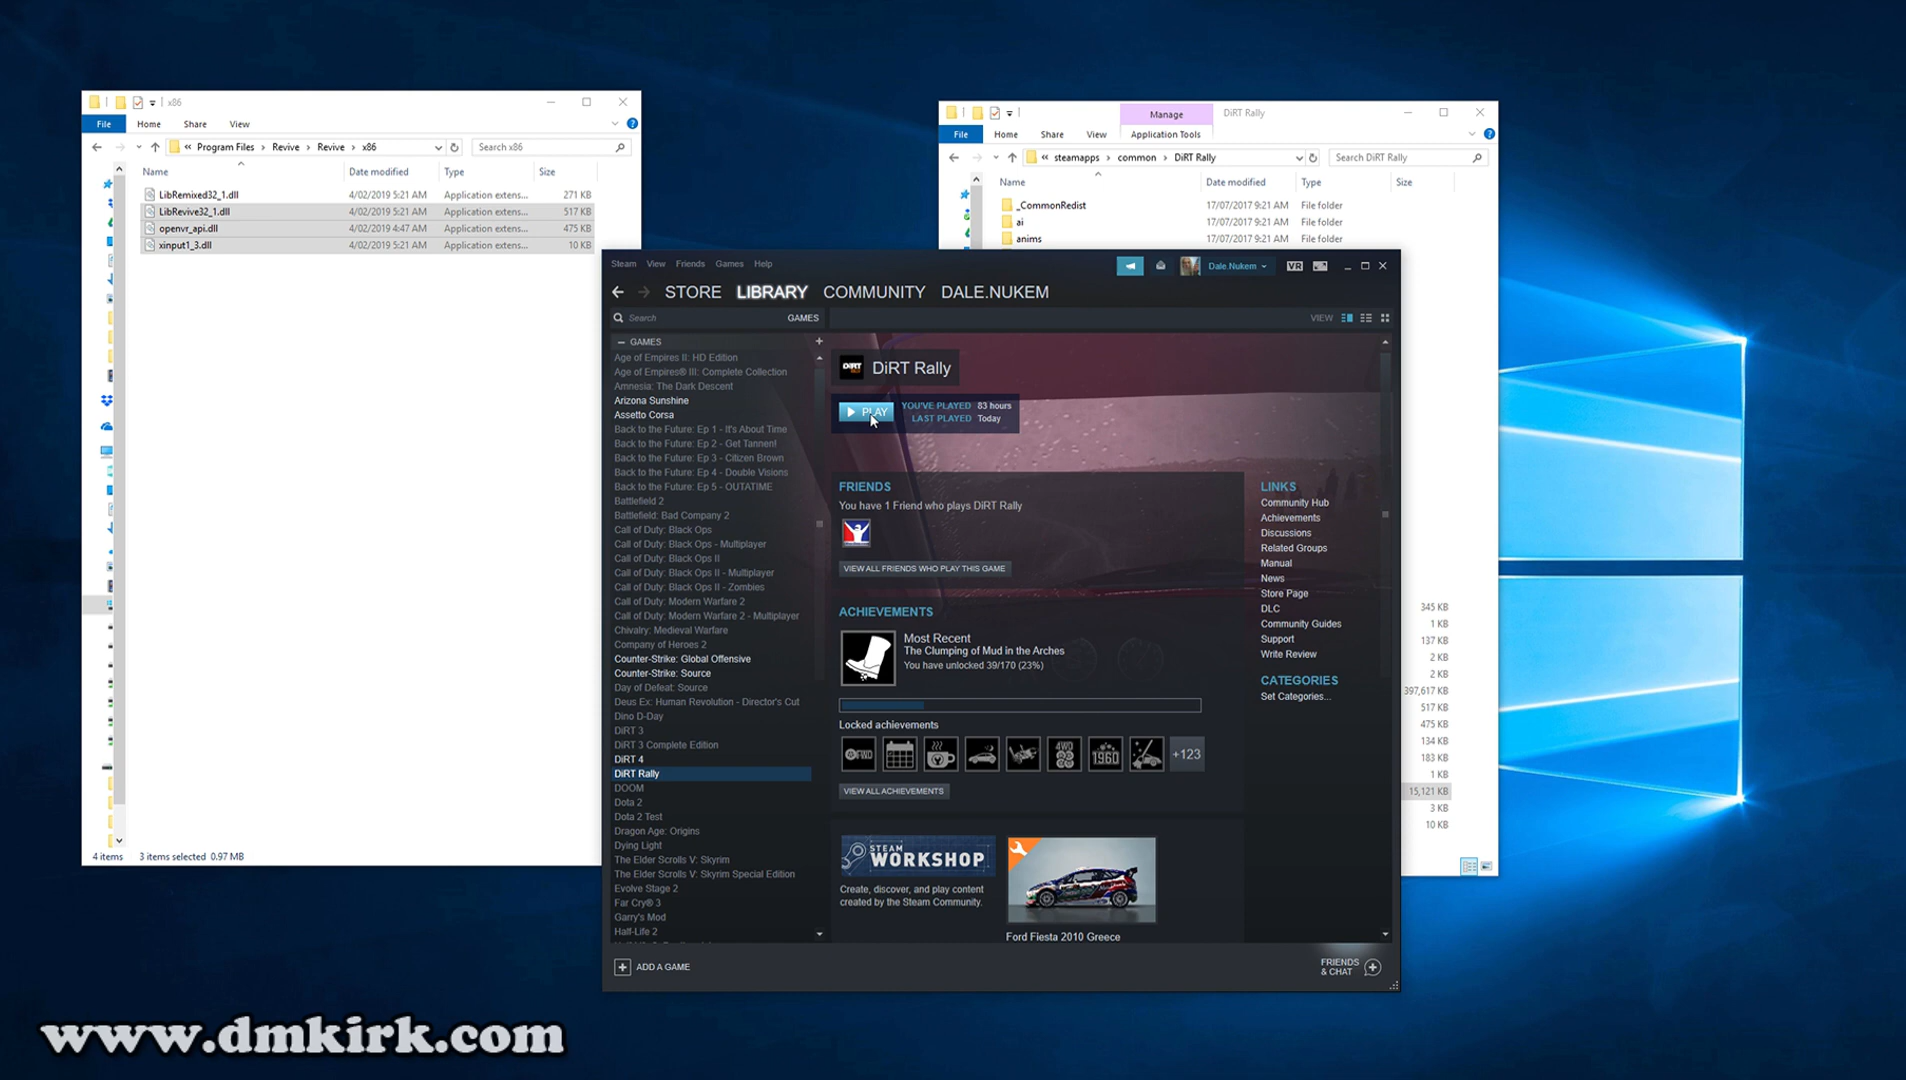 x86
File Home Share View
« Program Files › Revive › Revive › x86
Search x86
Name Date modified Type Size
LibRemixed32_1.dll 4/02/2019 5:21 AM Application extens... 271 KB
LibRevive32_1.dll 4/02/2019 5:21 AM Application extens... 517 KB
openvr_api.dll 4/02/2019 4:47 AM Application extens... 475 KB
xinput1_3.dll 4/02/2019 5:21 AM Application extens... 10 KB
4 items 3 items selected 0.97 MB
Manage DiRT Rally
File Home Share View Application Tools
« steamapps › common › DiRT Rally
Search DiRT Rally
Name Date modified Type Size
_CommonRedist 17/07/2017 9:21 AM File folder
ai 17/07/2017 9:21 AM File folder
anims 17/07/2017 9:21 AM File folder
345 KB
1 KB
137 KB
2 KB
2 KB
397,617 KB
517 KB
475 KB
134 KB
183 KB
1 KB
15,121 KB
3 KB
10 KB
Steam View Friends Games Help
Dale.Nukem
VR
STORE LIBRARY COMMUNITY DALE.NUKEM
Search GAMES
VIEW
GAMES
Age of Empires II: HD Edition
Age of Empires® III: Complete Collection
Amnesia: The Dark Descent
Arizona Sunshine
Assetto Corsa
Back to the Future: Ep 1 - It's About Time
Back to the Future: Ep 2 - Get Tannen!
Back to the Future: Ep 3 - Citizen Brown
Back to the Future: Ep 4 - Double Visions
Back to the Future: Ep 5 - OUTATIME
Battlefield 2
Battlefield: Bad Company 2
Call of Duty: Black Ops
Call of Duty: Black Ops - Multiplayer
Call of Duty: Black Ops II
Call of Duty: Black Ops II - Multiplayer
Call of Duty: Black Ops II - Zombies
Call of Duty: Modern Warfare 2
Call of Duty: Modern Warfare 2 - Multiplayer
Chivalry: Medieval Warfare
Company of Heroes 2
Counter-Strike: Global Offensive
Counter-Strike: Source
Day of Defeat: Source
Deus Ex: Human Revolution - Director's Cut
Dino D-Day
DiRT 3
DiRT 3 Complete Edition
DiRT 4
DiRT Rally
DOOM
Dota 2
Dota 2 Test
Dragon Age: Origins
Dying Light
The Elder Scrolls V: Skyrim
The Elder Scrolls V: Skyrim Special Edition
Evolve Stage 2
Far Cry® 3
Garry's Mod
Half-Life 2
DiRT DiRT Rally
PLAY
YOU'VE PLAYED 83 hours
LAST PLAYED Today
FRIENDS
You have 1 Friend who plays DiRT Rally
VIEW ALL FRIENDS WHO PLAY THIS GAME
ACHIEVEMENTS
Most Recent
The Clumping of Mud in the Arches
You have unlocked 39/170 (23%)
Locked achievements
FWD 4WD 1960 +123
VIEW ALL ACHIEVEMENTS
STEAM WORKSHOP
Create, discover, and play content
created by the Steam Community.
Ford Fiesta 2010 Greece
LINKS
Community Hub
Achievements
Discussions
Related Groups
Manual
News
Store Page
DLC
Community Guides
Support
Write Review
CATEGORIES
Set Categories...
ADD A GAME
FRIENDS
& CHAT
www.dmkirk.com